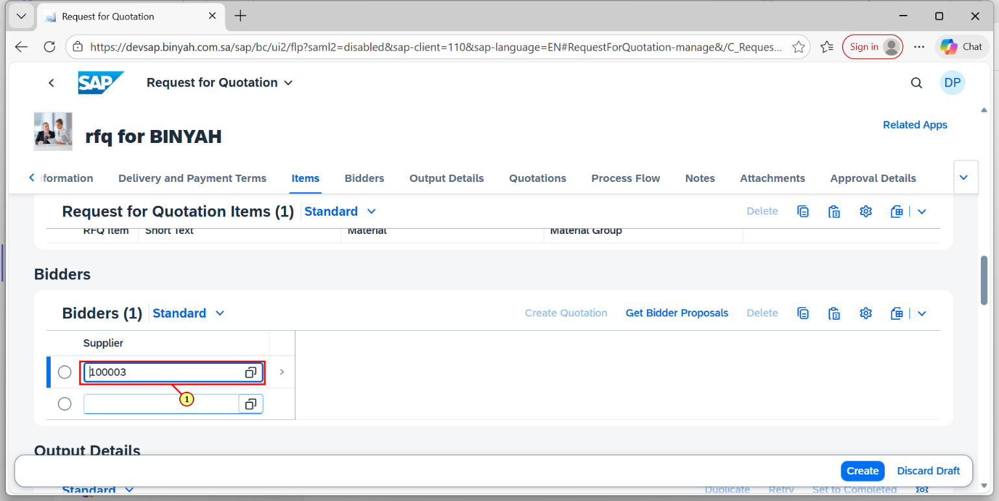 Request for Quotation
https://devsap.binyah.com.sa/sap/bc/ui2/flp?saml2=disabled&sap-client=110&sap-language=EN#RequestForQuotation-manage&/C_Reques...
Sign in
Chat
SAP
Request for Quotation
DP
rfq for BINYAH
Related Apps
nformation Delivery and Payment Terms Items Bidders Output Details Quotations Process Flow Notes Attachments Approval Details
Request for Quotation Items (1) Standard Delete
RFQ Item Short Text Material Material Group
Bidders
Bidders (1) Standard Create Quotation Get Bidder Proposals Delete
Supplier
100003
1
Output Details
Create Discard Draft
Standard Duplicate Retry Set to Completed